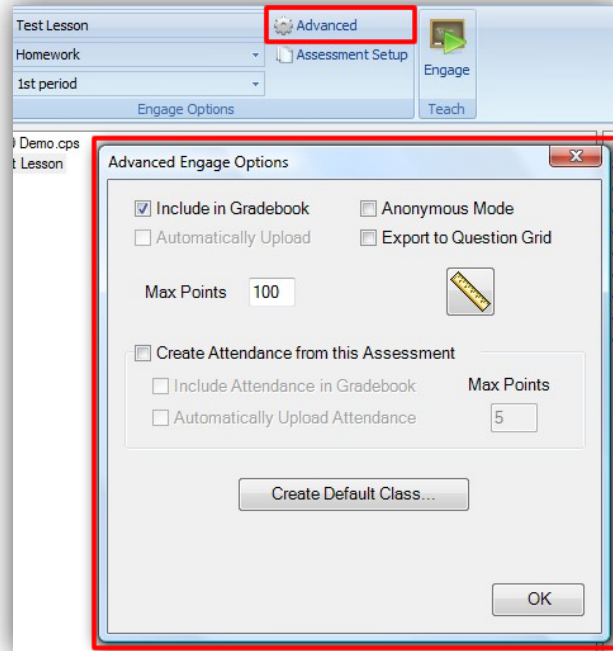 Test Lesson
Advanced
Homework
Assessment Setup
1st period
Engage
Engage Options
Teach
Demo.cps
t Lesson
Advanced Engage Options
Include in Gradebook
Anonymous Mode
Automatically Upload
Export to Question Grid
Max Points 100
Create Attendance from this Assessment
Include Attendance in Gradebook
Max Points
Automatically Upload Attendance
5
Create Default Class...
OK